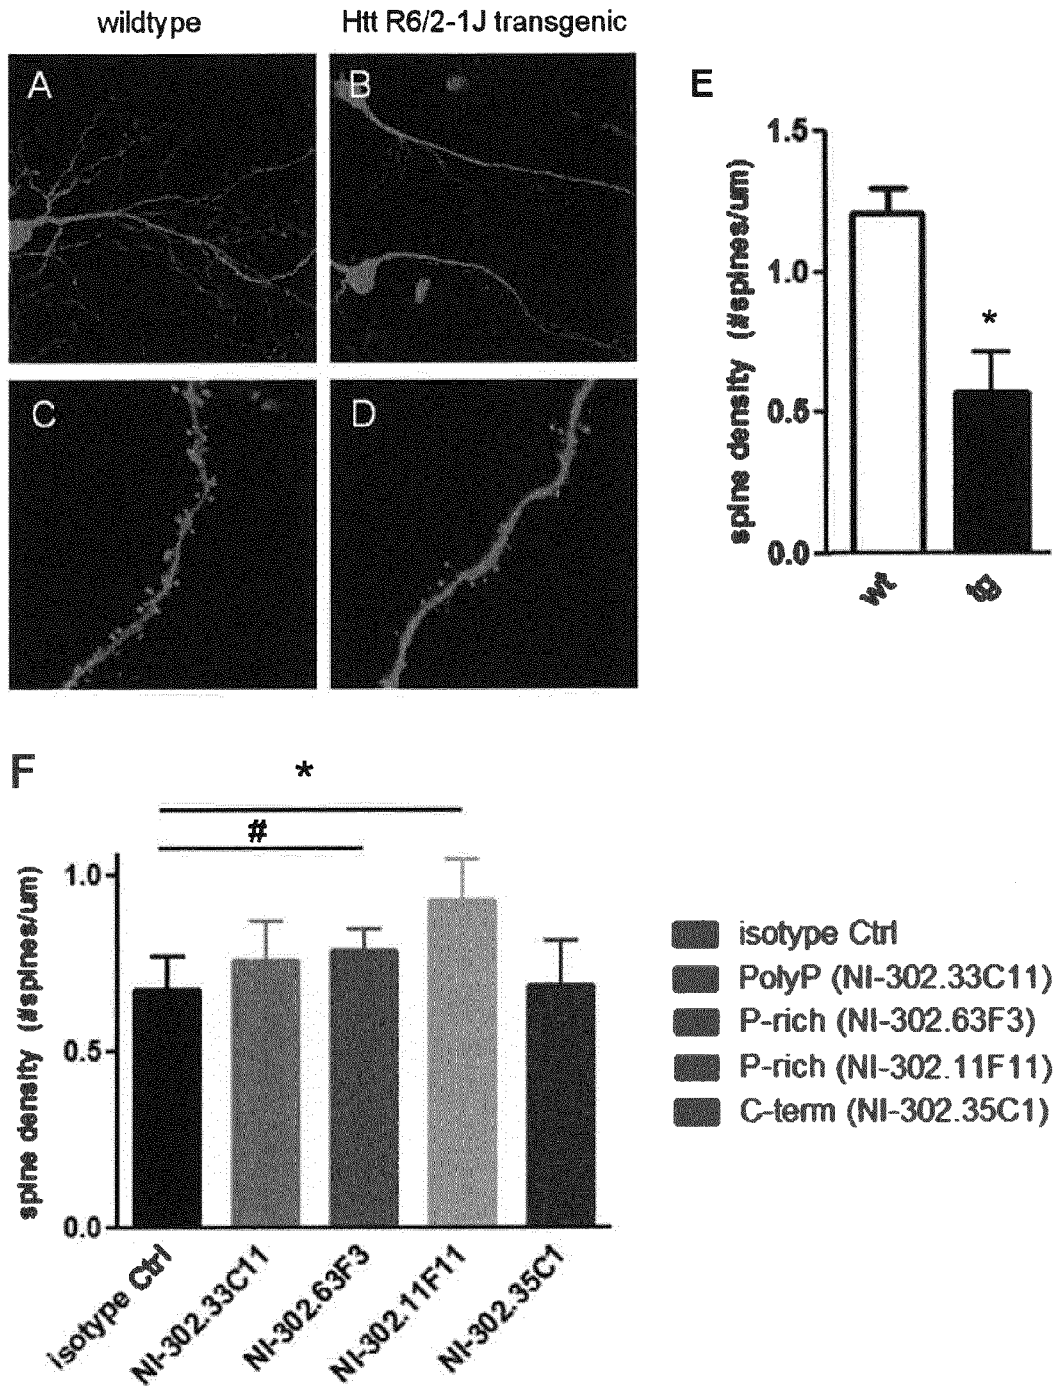 wildtype
Htt R6/2-1J transgenic
A
B
C
D
E
1.5
1.0
0.5
0.0
spine density (#spines/um)
*
wt
tg
F
*
#
1.0
0.5
0.0
spine density (#spines/um)
isotype Ctrl
NI-302.33C11
NI-302.63F3
NI-302.11F11
NI-302.35C1
isotype Ctrl
PolyP (NI-302.33C11)
P-rich (NI-302.63F3)
P-rich (NI-302.11F11)
C-term (NI-302.35C1)